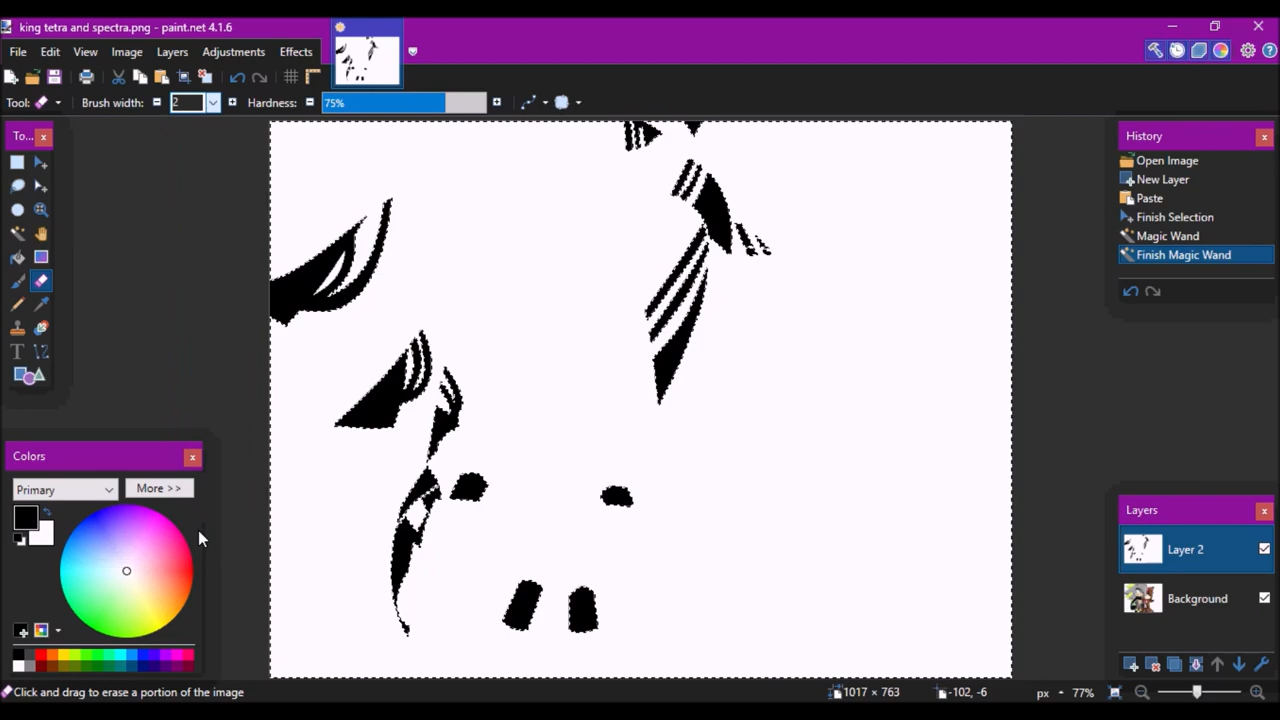 king tetra and spectra.png - paint.net 4.1.6
File Edit View Image Layers Adjustments Effects
Tool: Brush width: 2 Hardness: 75%
To...
History
Open Image
New Layer
Paste
Finish Selection
Magic Wand
Finish Magic Wand
Colors
Primary More >>
Layers
Layer 2
Background
Click and drag to erase a portion of the image 1017 × 763 -102, -6 px 77%